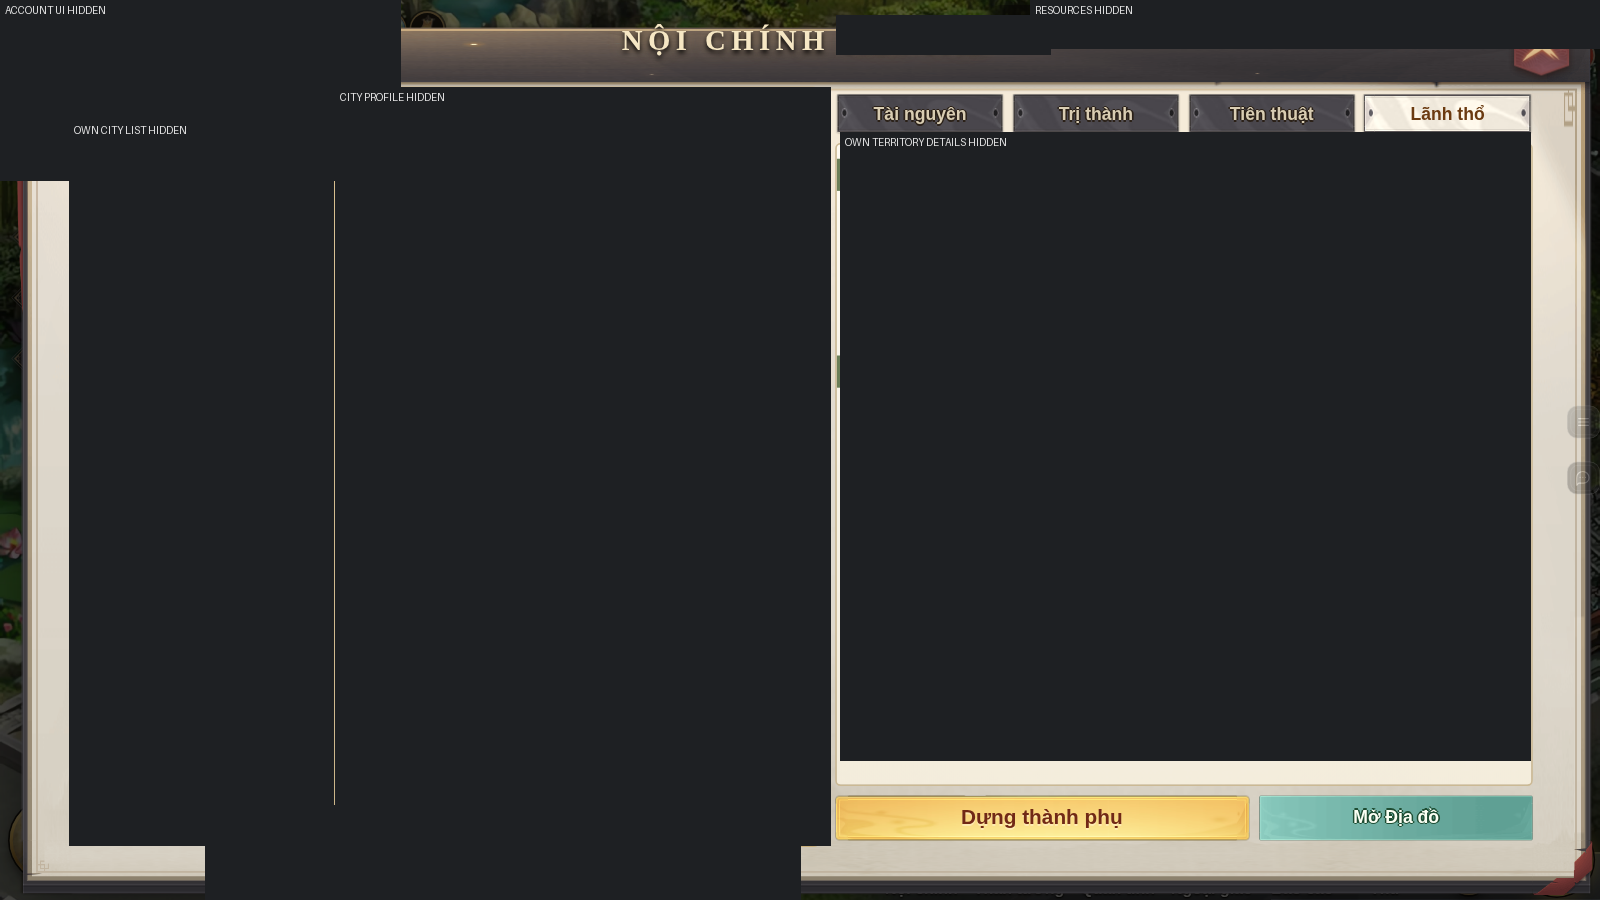 ACCOUNT UI HIDDEN
RESOURCES HIDDEN
NỘI CHÍNH
CITY PROFILE HIDDEN
OWN CITY LIST HIDDEN
Tài nguyên
Trị thành
Tiên thuật
Lãnh thổ
OWN TERRITORY DETAILS HIDDEN
Dựng thành phụ
Mở Địa đồ